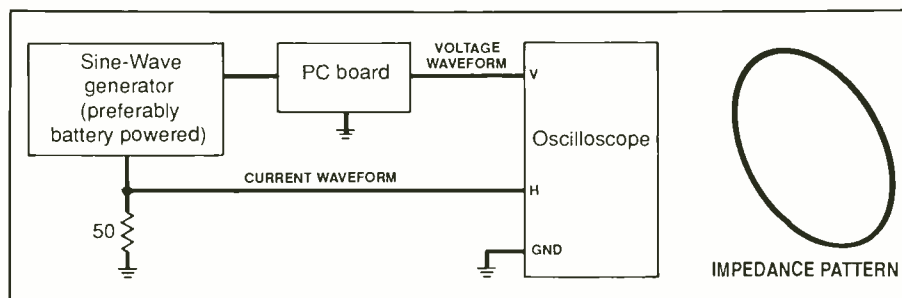 Sine-Wave
generator
(preferably
battery powered)
PC board
VOLTAGE
WAVEFORM
V
Oscilloscope
CURRENT WAVEFORM
H
50
GND
IMPEDANCE PATTERN